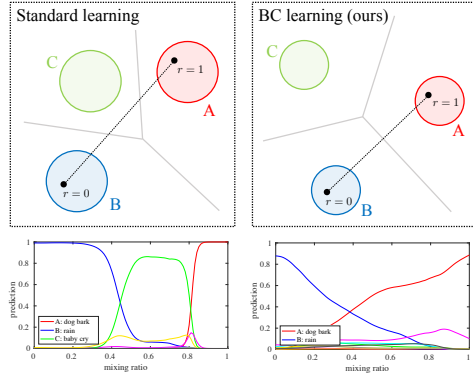 Standard learning
C
r = 1
A
r = 0
B
BC learning (ours)
C
r = 1
A
r = 0
B
1
0.8
0.6
0.4
0.2
0
prediction
A: dog bark
B: rain
C: baby cry
0 0.2 0.4 0.6 0.8 1
mixing ratio
1
0.8
0.6
0.4
0.2
0
prediction
A: dog bark
B: rain
0 0.2 0.4 0.6 0.8 1
mixing ratio